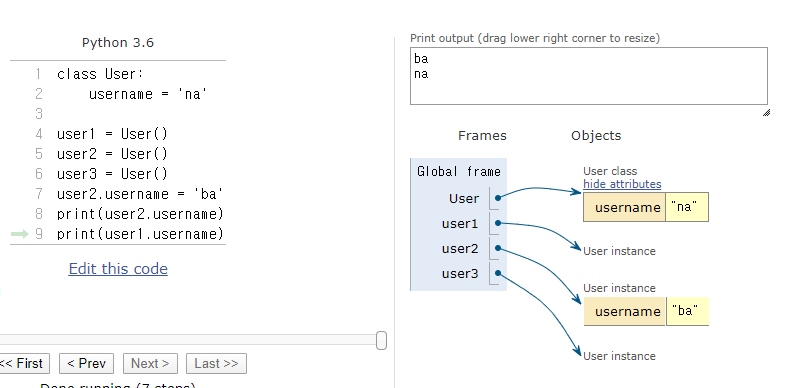 Python 3.6
1 class User:
2 username = 'na'
3
4 user1 = User()
5 user2 = User()
6 user3 = User()
7 user2.username = 'ba'
8 print(user2.username)
9 print(user1.username)
Edit this code
<< First
< Prev
Next >
Last >>
Done running (7 steps)
Print output (drag lower right corner to resize)
ba
na
Frames
Objects
Global frame
User
user1
user2
user3
User class
hide attributes
username "na"
User instance
User instance
username "ba"
User instance